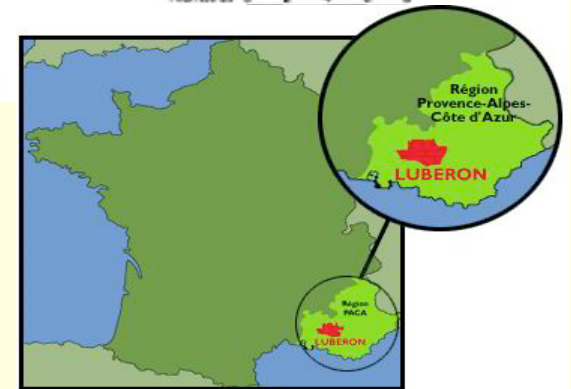 Région
Provence-Alpes-
Côte d'Azur
LUBERON
Région
PACA
LUBERON